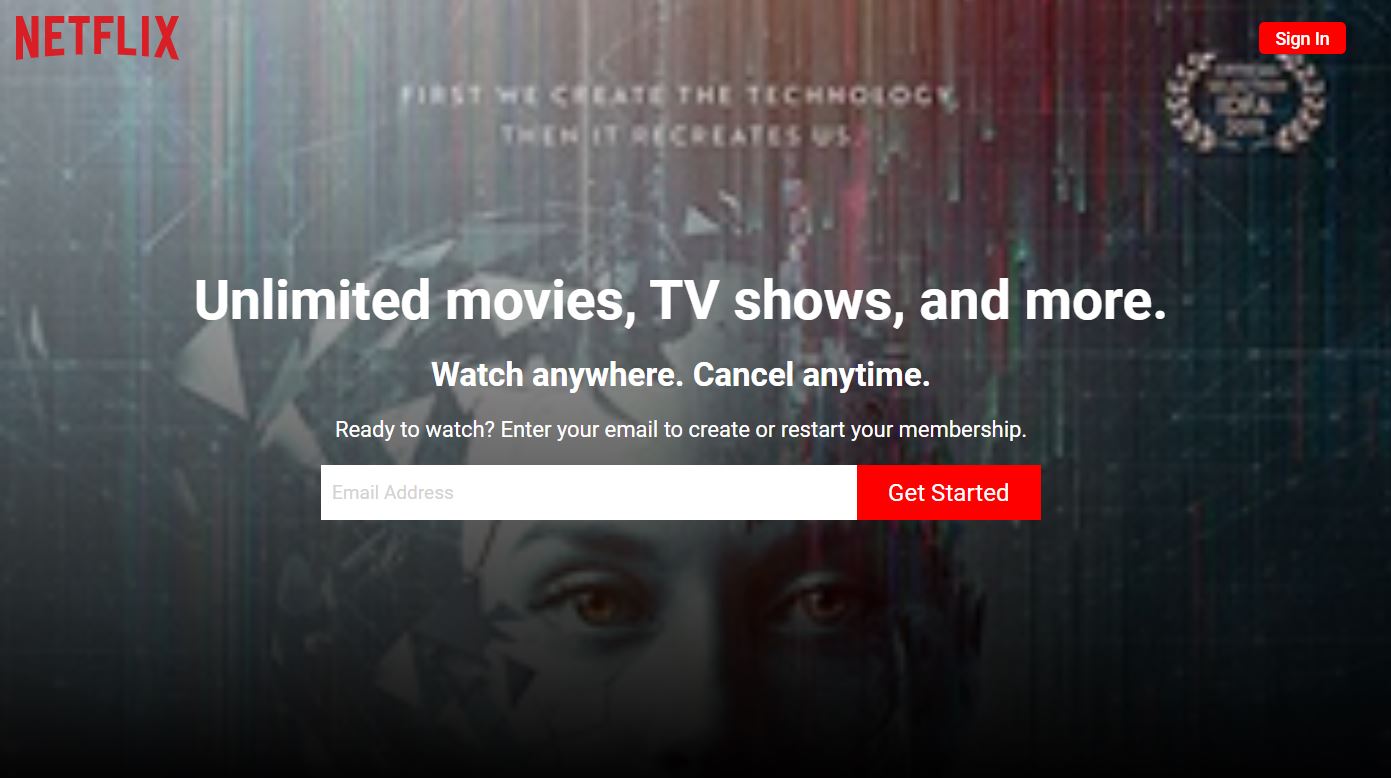 NETFLIX
Sign In
FIRST WE CREATE THE TECHNOLOGY,
THEN IT RECREATES US.
IDFA
2019
Unlimited movies, TV shows, and more.
Watch anywhere. Cancel anytime.
Ready to watch? Enter your email to create or restart your membership.
Email Address
Get Started